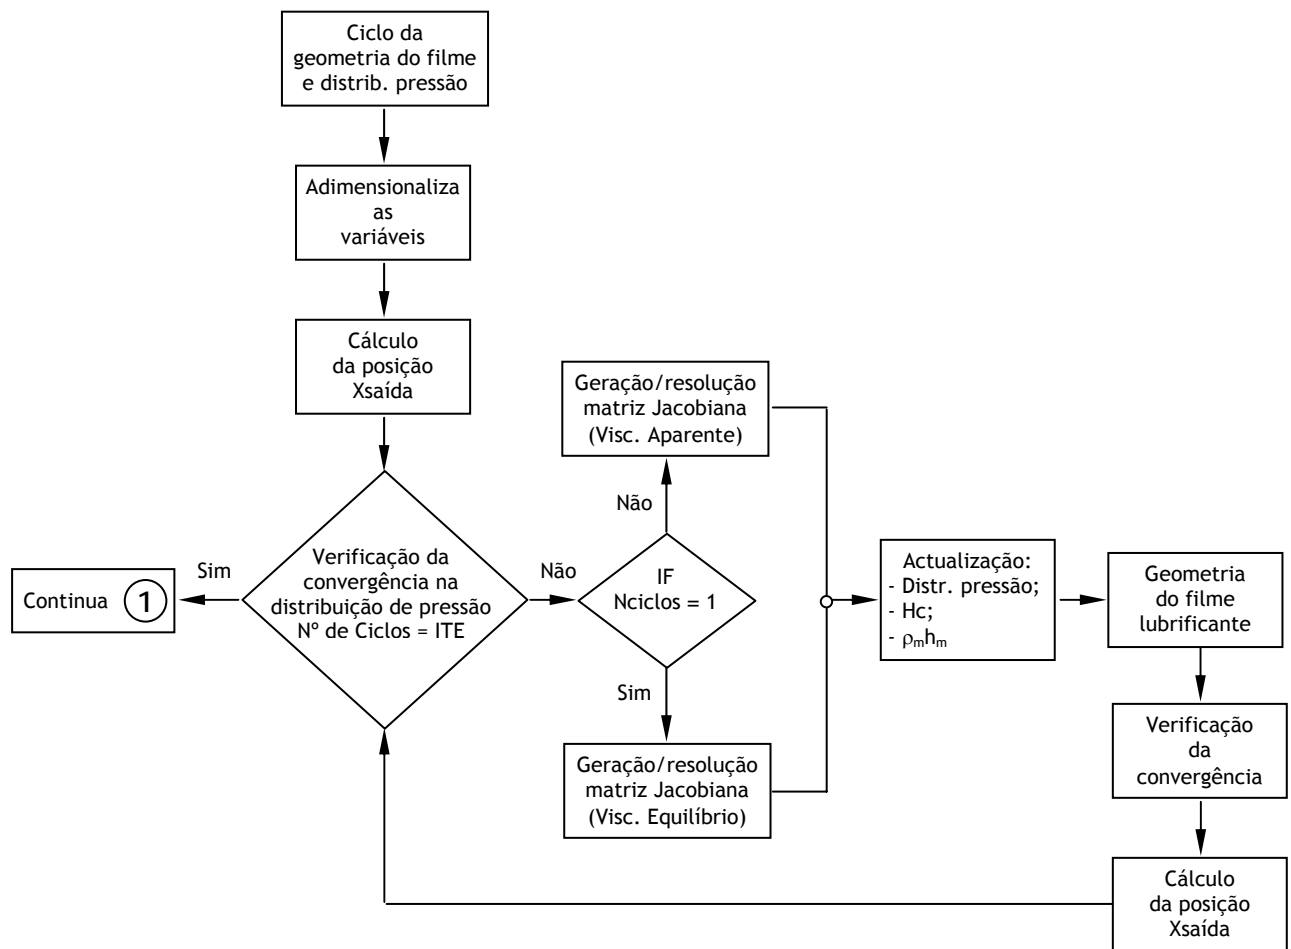 Ciclo da
geometria do filme
e distrib. pressão
Adimensionaliza
as
variáveis
Cálculo
da posição
Xsaída
Verificação da
convergência na
distribuição de pressão
Nº de Ciclos = ITE
Sim
Continua 1
Não
IF
Nciclos = 1
Não
Geração/resolução
matriz Jacobiana
(Visc. Aparente)
Sim
Geração/resolução
matriz Jacobiana
(Visc. Equilíbrio)
Actualização:
- Distr. pressão;
- Hc;
- ρₘhₘ
Geometria
do filme
lubrificante
Verificação
da
convergência
Cálculo
da posição
Xsaída